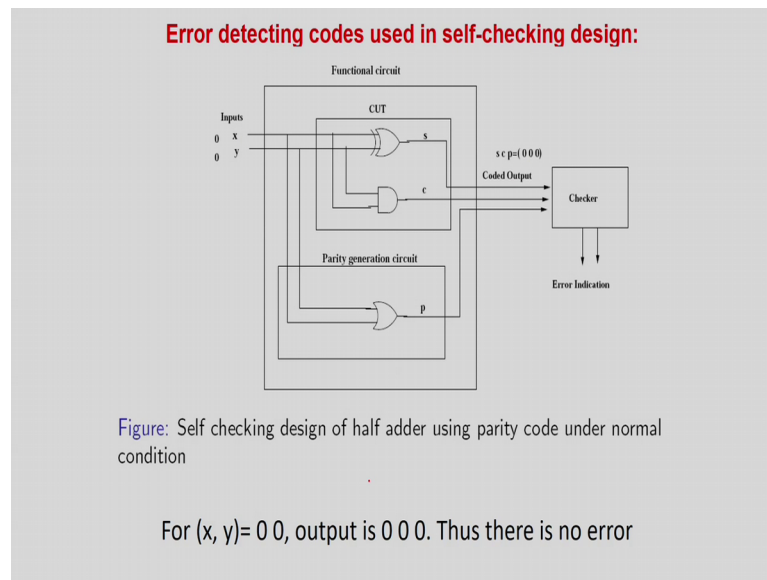 Error detecting codes used in self-checking design:
Functional circuit
CUT
Inputs
0 x
0 y
s
s c p=( 0 0 0)
Coded Output
c
Checker
Parity generation circuit
Error Indication
p
Figure: Self checking design of half adder using parity code under normal
condition
For (x, y)= 0 0, output is 0 0 0. Thus there is no error